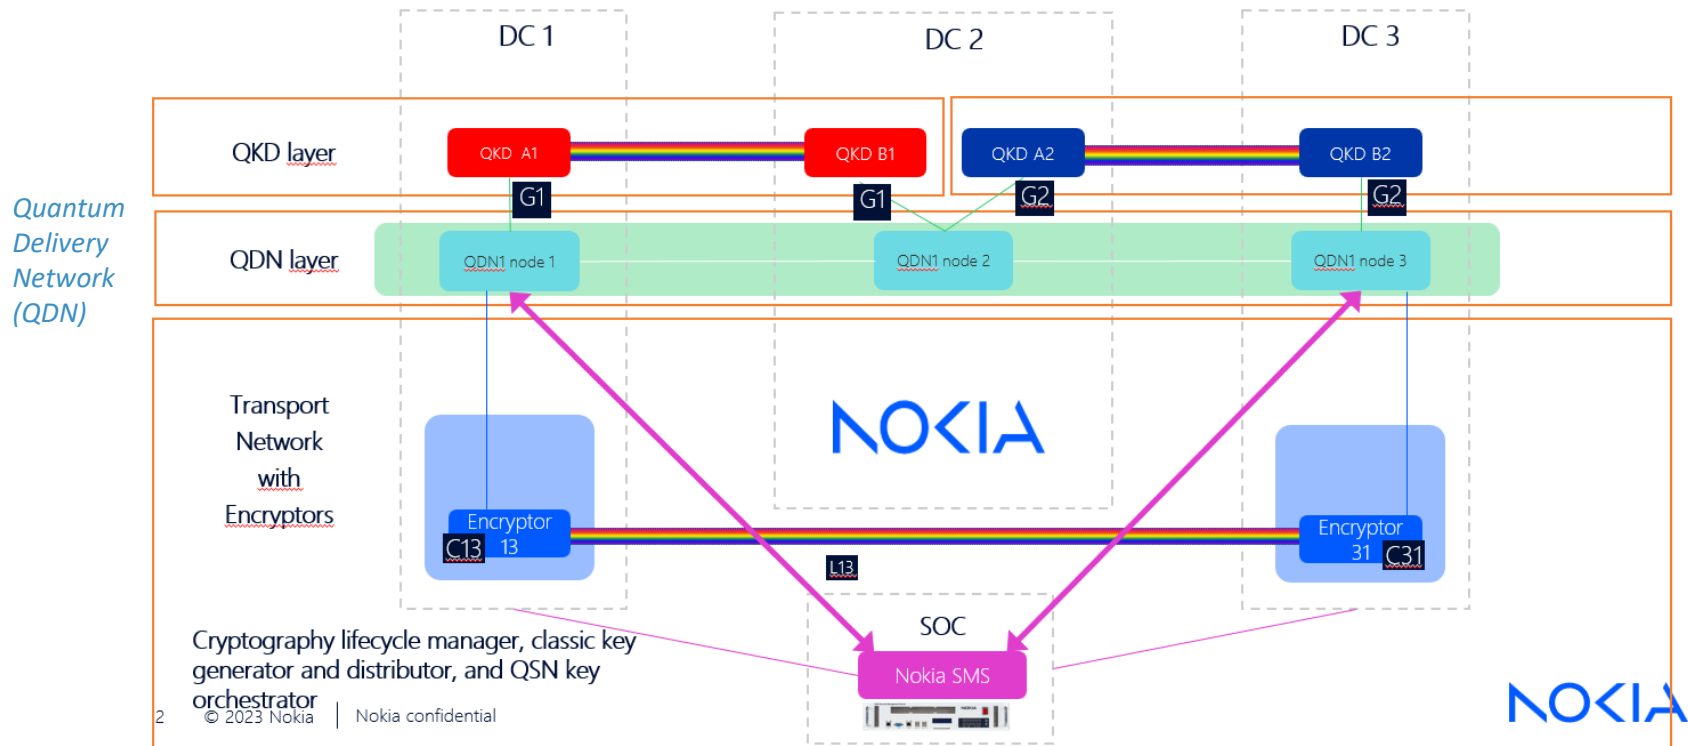 DC 1
DC 2
DC 3
QKD layer
QKD A1
QKD B1
QKD A2
QKD B2
G1
G1
G2
G2
Quantum
Delivery
Network
(QDN)
QDN layer
QDN1 node 1
QDN1 node 2
QDN1 node 3
Transport
Network
with
Encryptors
NOKIA
Encryptor
13
C13
Encryptor
31
C31
L13
SOC
Nokia SMS
Cryptography lifecycle manager, classic key
generator and distributor, and QSN key
orchestrator
2
© 2023 Nokia
Nokia confidential
NOKIA